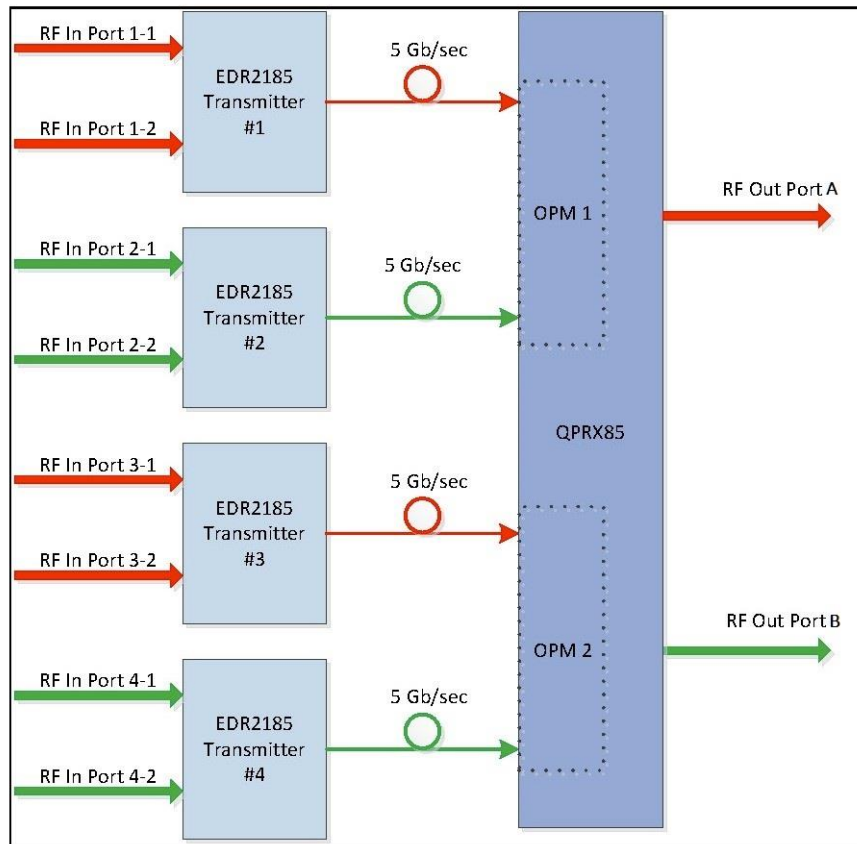 RF In Port 1-1
RF In Port 1-2
EDR2185
Transmitter
#1
5 Gb/sec
RF In Port 2-1
RF In Port 2-2
EDR2185
Transmitter
#2
5 Gb/sec
OPM 1
RF Out Port A
QPRX85
RF In Port 3-1
RF In Port 3-2
EDR2185
Transmitter
#3
5 Gb/sec
RF In Port 4-1
RF In Port 4-2
EDR2185
Transmitter
#4
5 Gb/sec
OPM 2
RF Out Port B